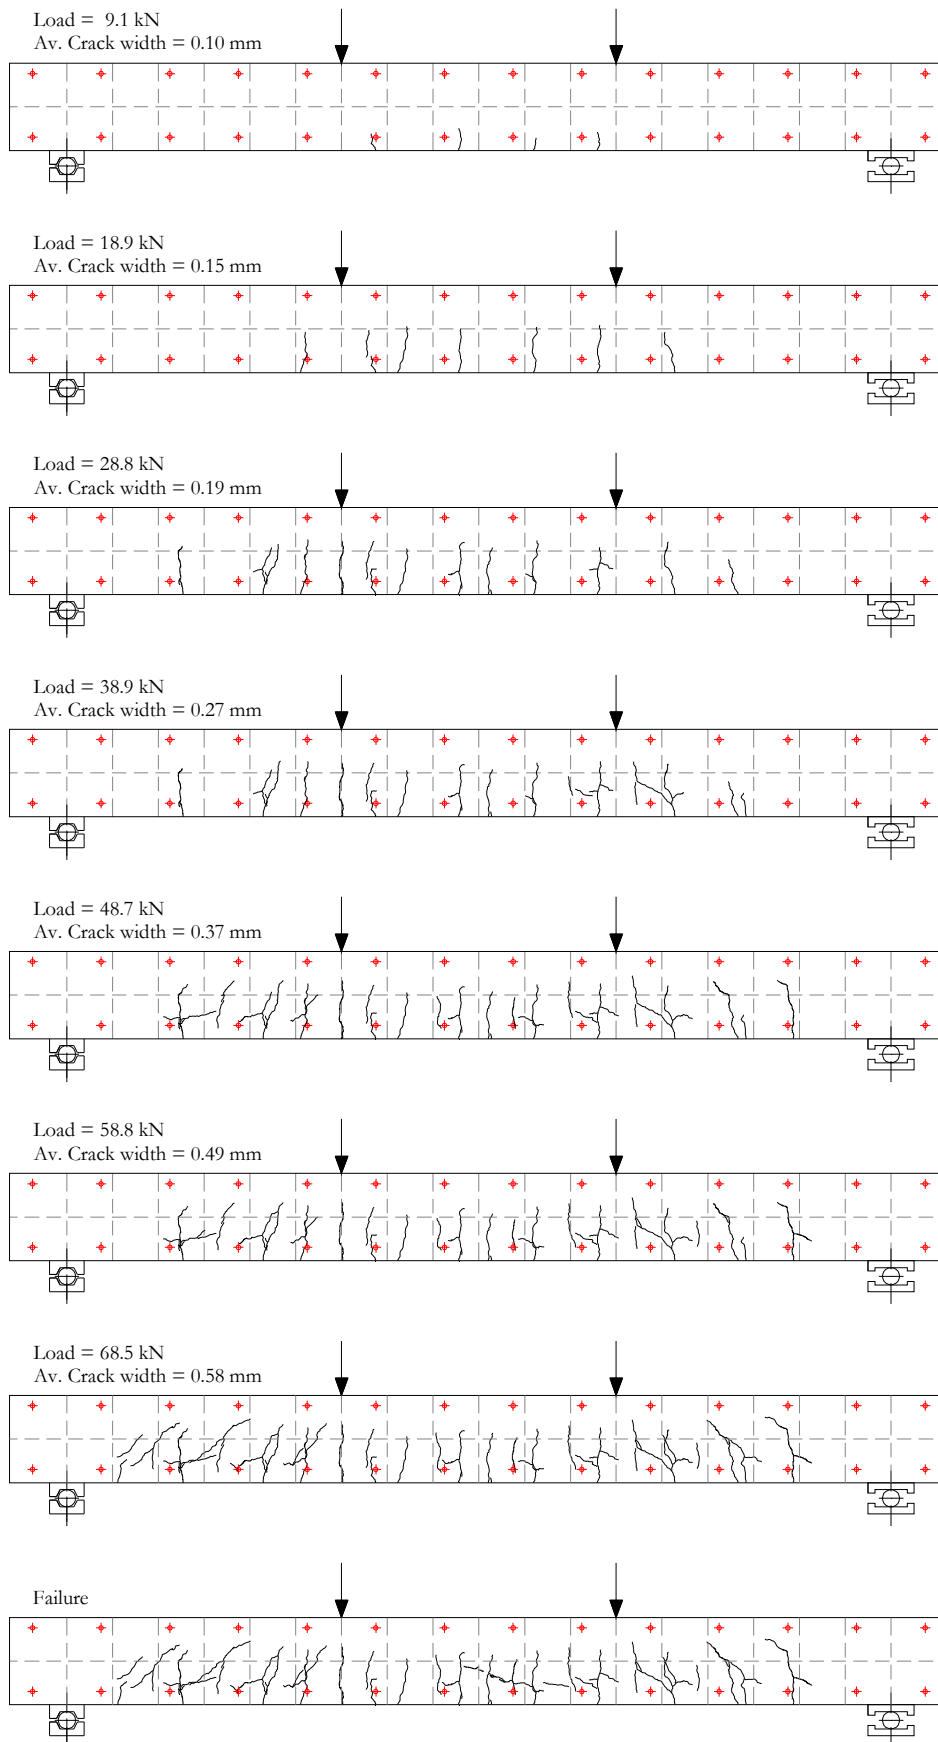 Load =  9.1 kN
Av. Crack width = 0.10 mm
Load = 18.9 kN
Av. Crack width = 0.15 mm
Load = 28.8 kN
Av. Crack width = 0.19 mm
Load = 38.9 kN
Av. Crack width = 0.27 mm
Load = 48.7 kN
Av. Crack width = 0.37 mm
Load = 58.8 kN
Av. Crack width = 0.49 mm
Load = 68.5 kN
Av. Crack width = 0.58 mm
Failure